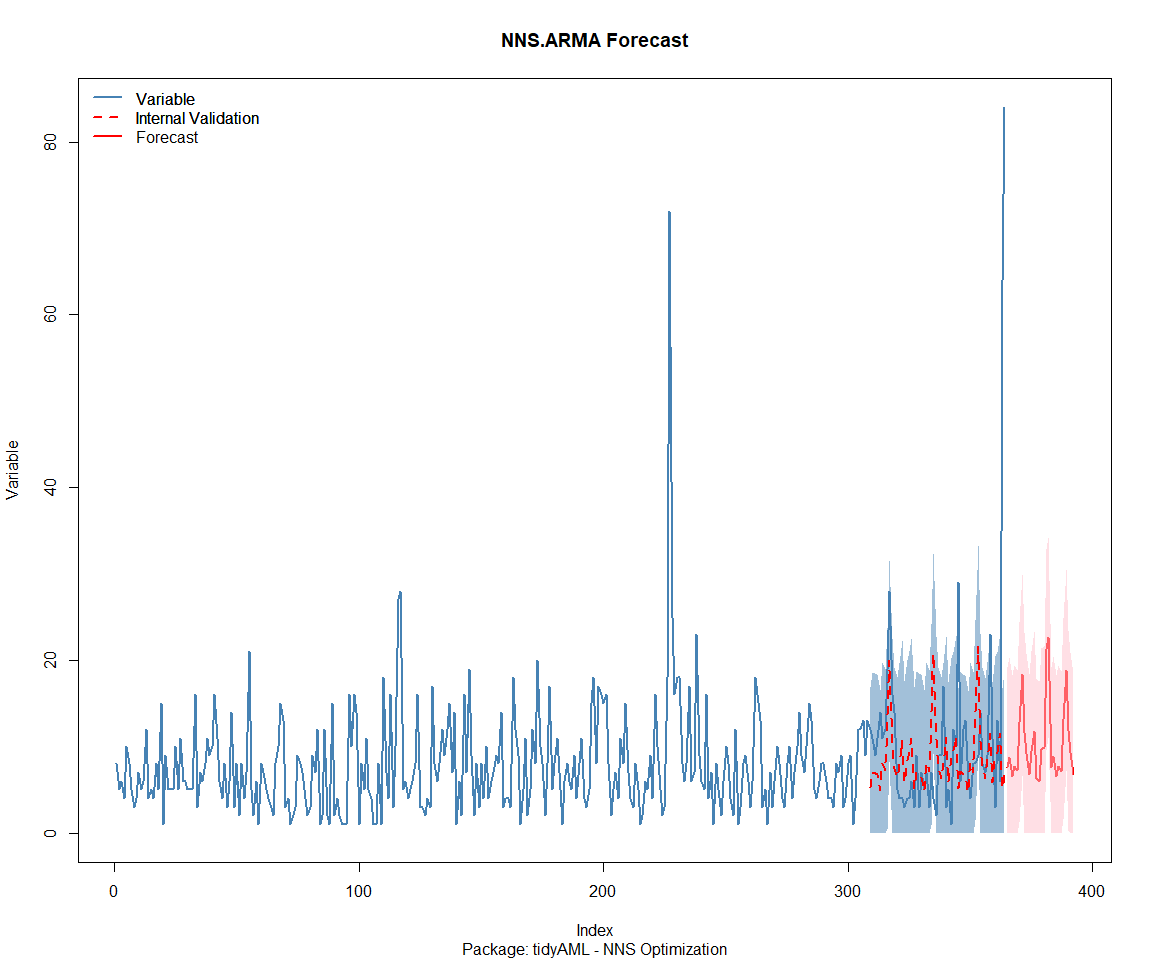 NNS.ARMA Forecast
Variable
Internal Validation
Forecast
Variable
80
60
40
20
0
0 100 200 300 400
Index
Package: tidyAML - NNS Optimization